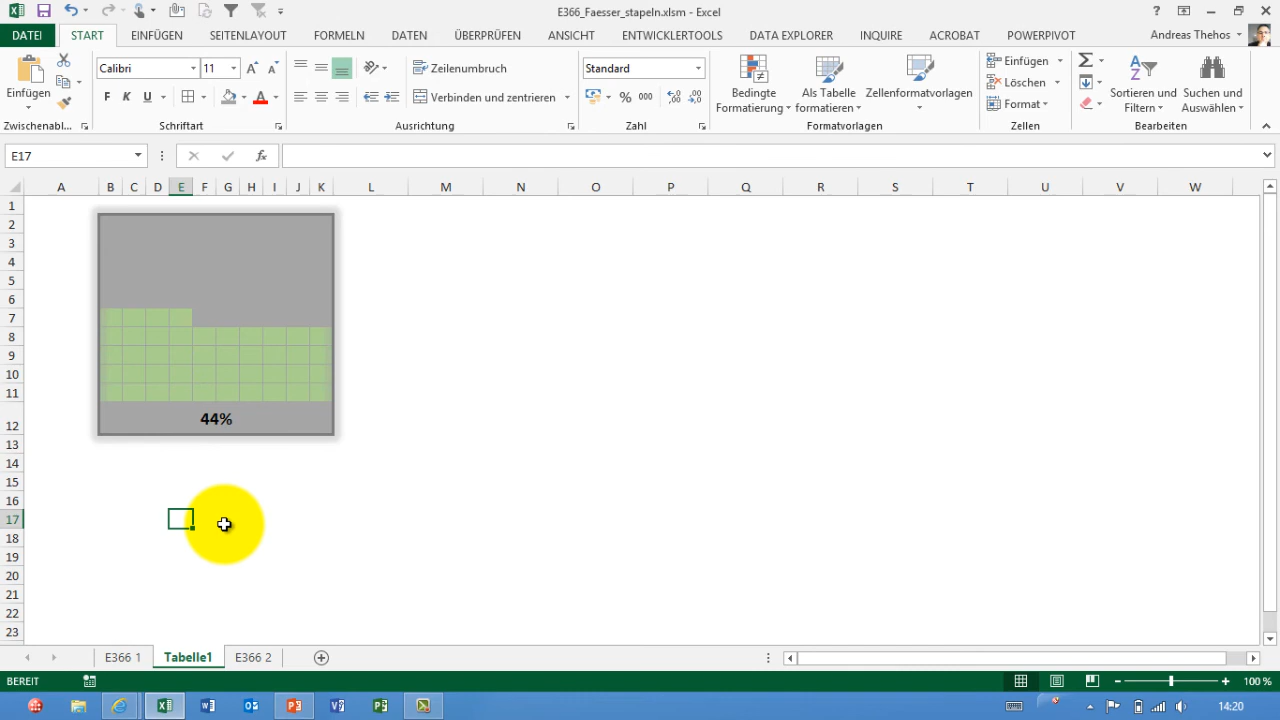 E366_Faesser_stapeln.xlsm - Excel
DATEI START EINFÜGEN SEITENLAYOUT FORMELN DATEN ÜBERPRÜFEN ANSICHT ENTWICKLERTOOLS DATA EXPLORER INQUIRE ACROBAT POWERPIVOT Andreas Thehos
Einfügen
Zwischenabl...
Calibri 11
F K U
Schriftart
Zeilenumbruch
Verbinden und zentrieren
Ausrichtung
Standard
% 000
Zahl
Bedingte Formatierung
Als Tabelle formatieren
Zellenformatvorlagen
Formatvorlagen
Einfügen
Löschen
Format
Zellen
Sortieren und Filtern
Suchen und Auswählen
Bearbeiten
E17
A B C D E F G H I J K L M N O P Q R S T U V W
1
2
3
4
5
6
7
8
9
10
11
12
44%
13
14
15
16
17
18
19
20
21
22
23
E366 1 Tabelle1 E366 2
BEREIT 100 %
14:20